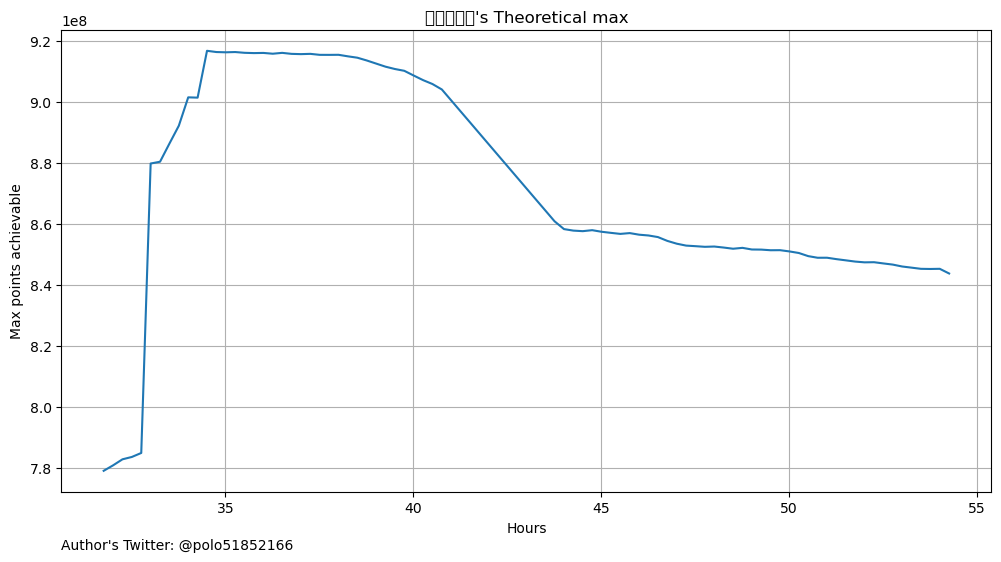 's Theoretical max
1e8
9.2
9.0
8.8
8.6
8.4
8.2
8.0
7.8
Max points achievable
35
40
45
50
55
Hours
Author's Twitter: @polo51852166